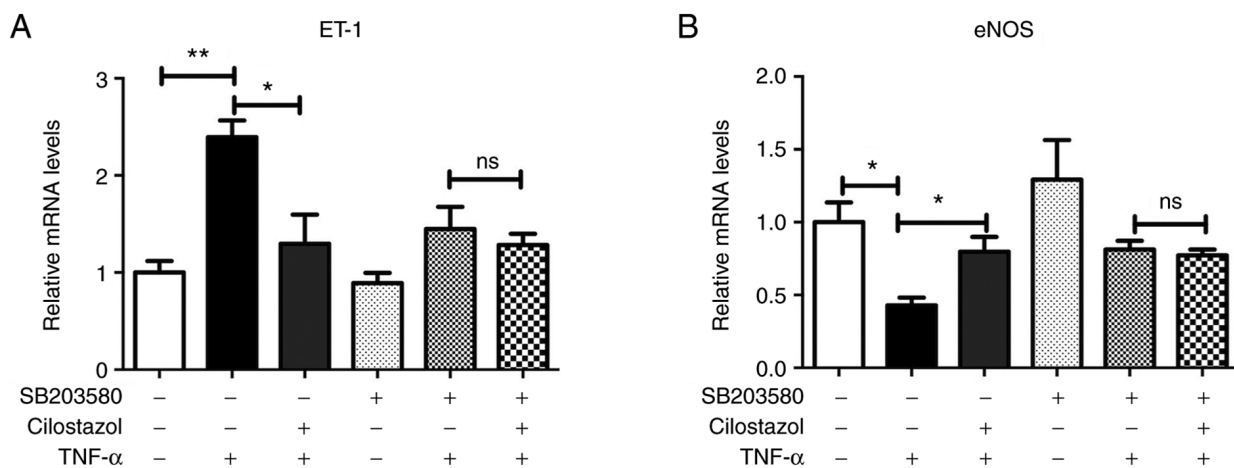 A
ET-1
Relative mRNA levels
3
2
1
0
**
*
ns
SB203580 – – – + + +
Cilostazol – – + – – +
TNF-α – + + – + +
B
eNOS
Relative mRNA levels
2.0
1.5
1.0
0.5
0.0
*
*
ns
SB203580 – – – + + +
Cilostazol – – + – – +
TNF-α – + + – + +